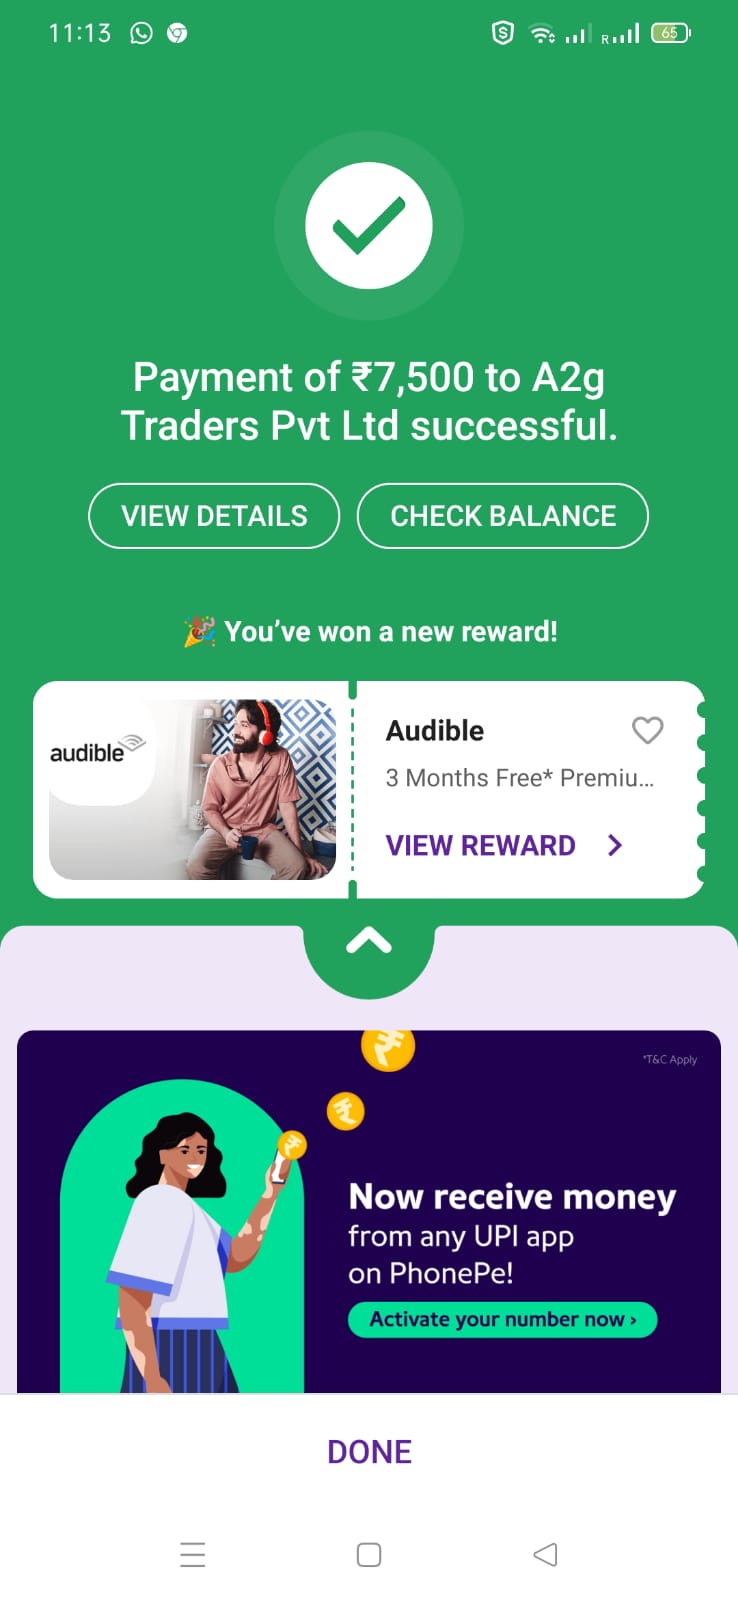 11:13
R
65
Payment of ₹7,500 to A2g
Traders Pvt Ltd successful.
VIEW DETAILS
CHECK BALANCE
🎉 You’ve won a new reward!
audible
Audible
3 Months Free* Premiu...
VIEW REWARD
*T&C Apply
Now receive money
from any UPI app
on PhonePe!
Activate your number now ›
DONE